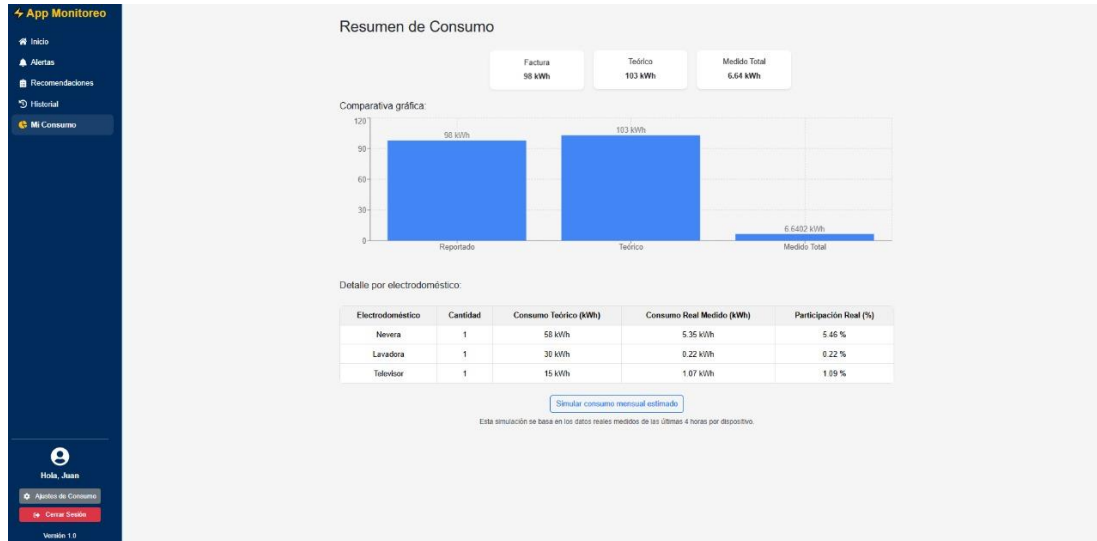 App Monitoreo
Inicio
Alertas
Recomendaciones
Historial
Mi Consumo
Hola, Juan
Ajustes de Consumo
Cerrar Sesión
Versión 1.0
Resumen de Consumo
Factura Teórico Medido Total
98 kWh 103 kWh 6.64 kWh
Comparativa gráfica:
120
90
60
30
0
98 kWh 103 kWh 6.6402 kWh
Reportado Teórico Medido Total
Detalle por electrodoméstico:
Electrodoméstico Cantidad Consumo Teórico (kWh) Consumo Real Medido (kWh) Participación Real (%)
Nevera 1 58 kWh 5.35 kWh 5.46 %
Lavadora 1 30 kWh 0.22 kWh 0.22 %
Televisor 1 15 kWh 1.07 kWh 1.09 %
Simular consumo mensual estimado
Esta simulación se basa en los datos reales medidos de las últimas 4 horas por dispositivo.